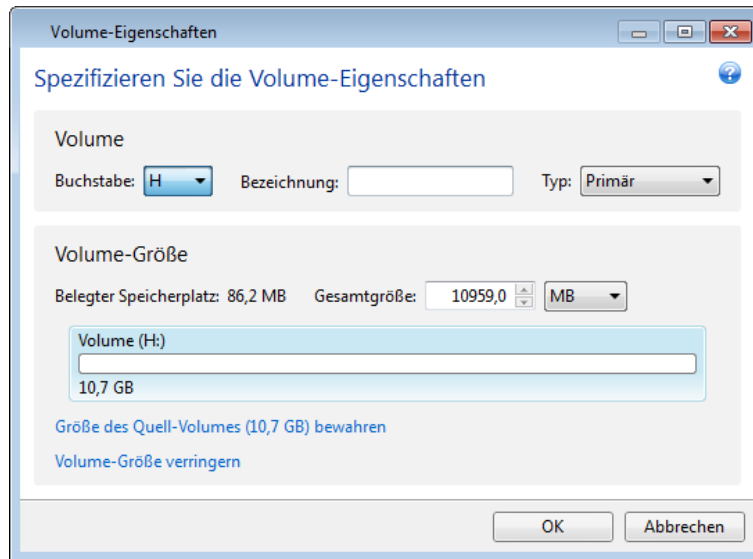 Volume-Eigenschaften
Spezifizieren Sie die Volume-Eigenschaften
?
Volume
Buchstabe: H Bezeichnung: Typ: Primär
Volume-Größe
Belegter Speicherplatz: 86,2 MB Gesamtgröße: 10959,0 MB
Volume (H:)
10,7 GB
Größe des Quell-Volumes (10,7 GB) bewahren
Volume-Größe verringern
OK Abbrechen